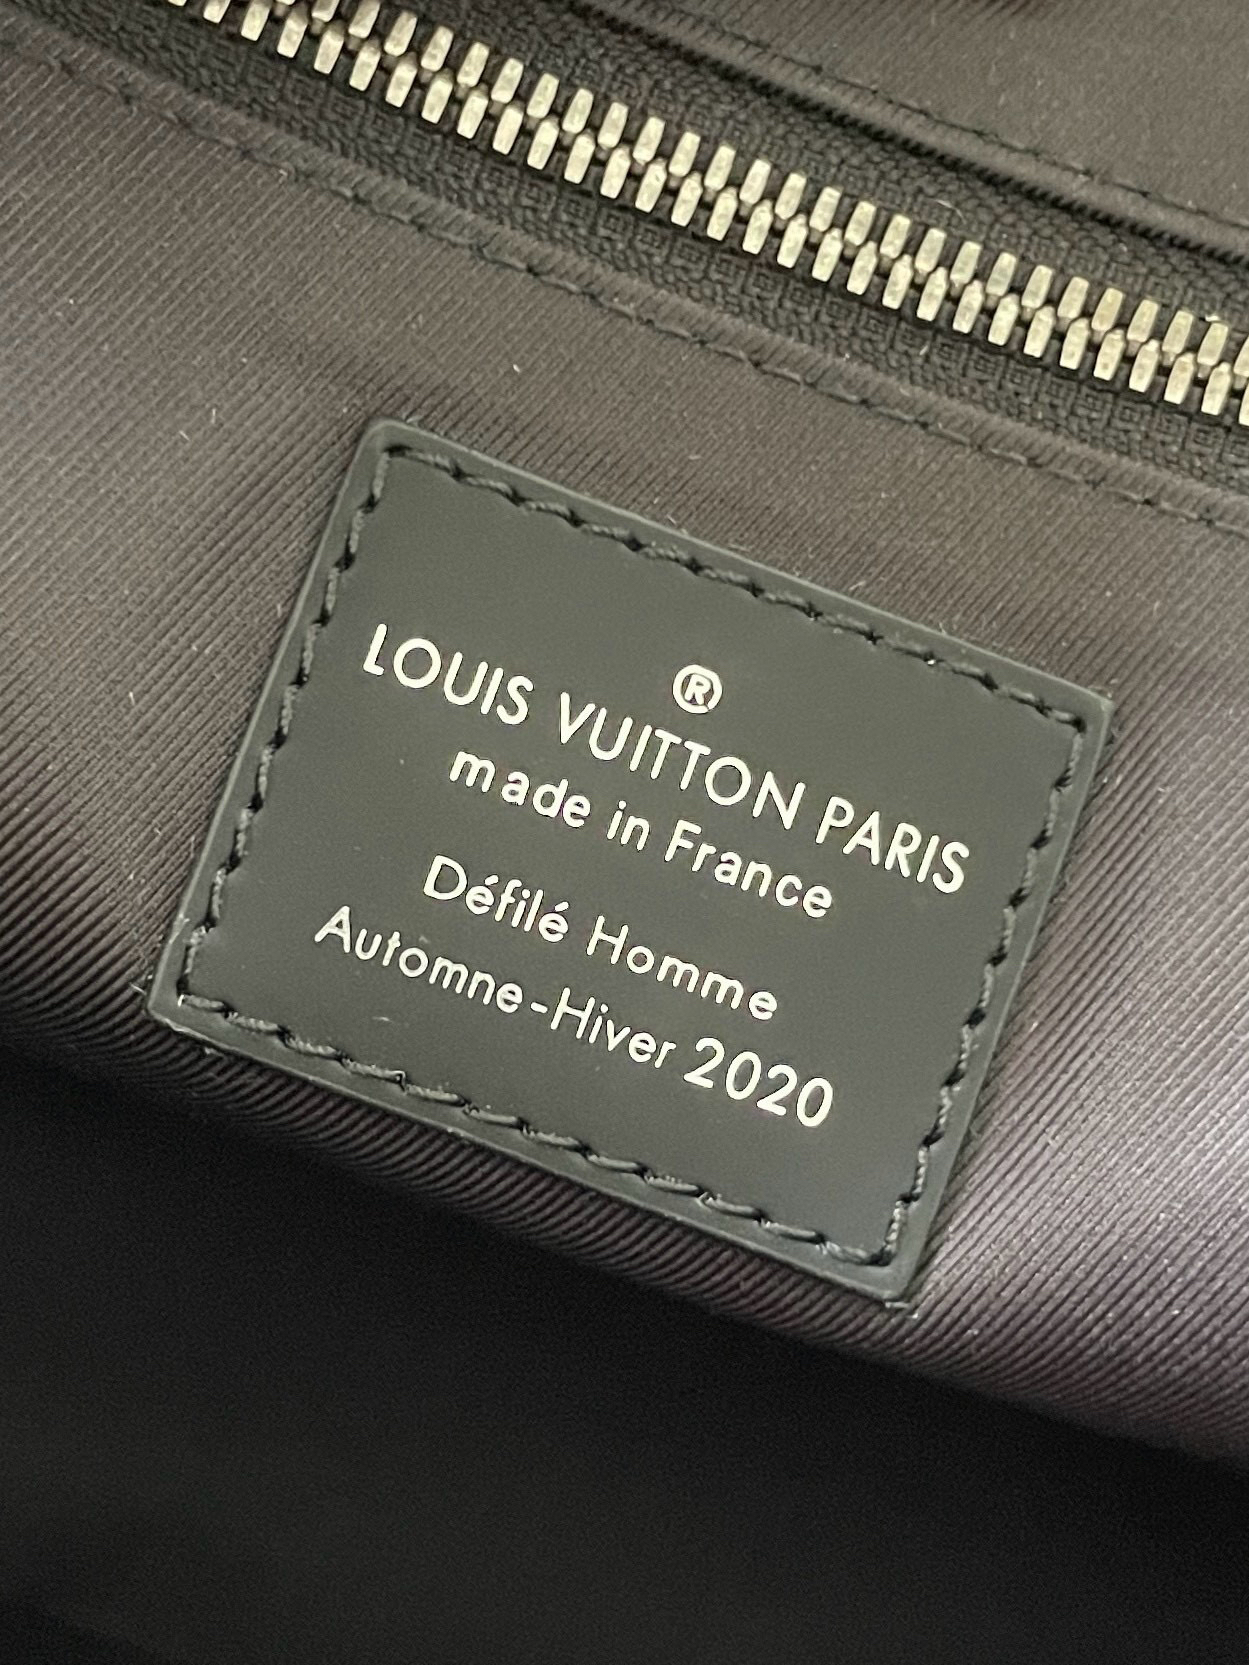 ®
LOUIS VUITTON PARIS
made in France
Défilé Homme
Automne-Hiver 2020